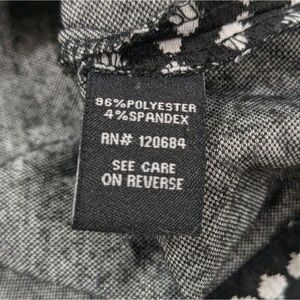 96%POLYESTER
4%SPANDEX
RN# 120684
SEE CARE
ON REVERSE